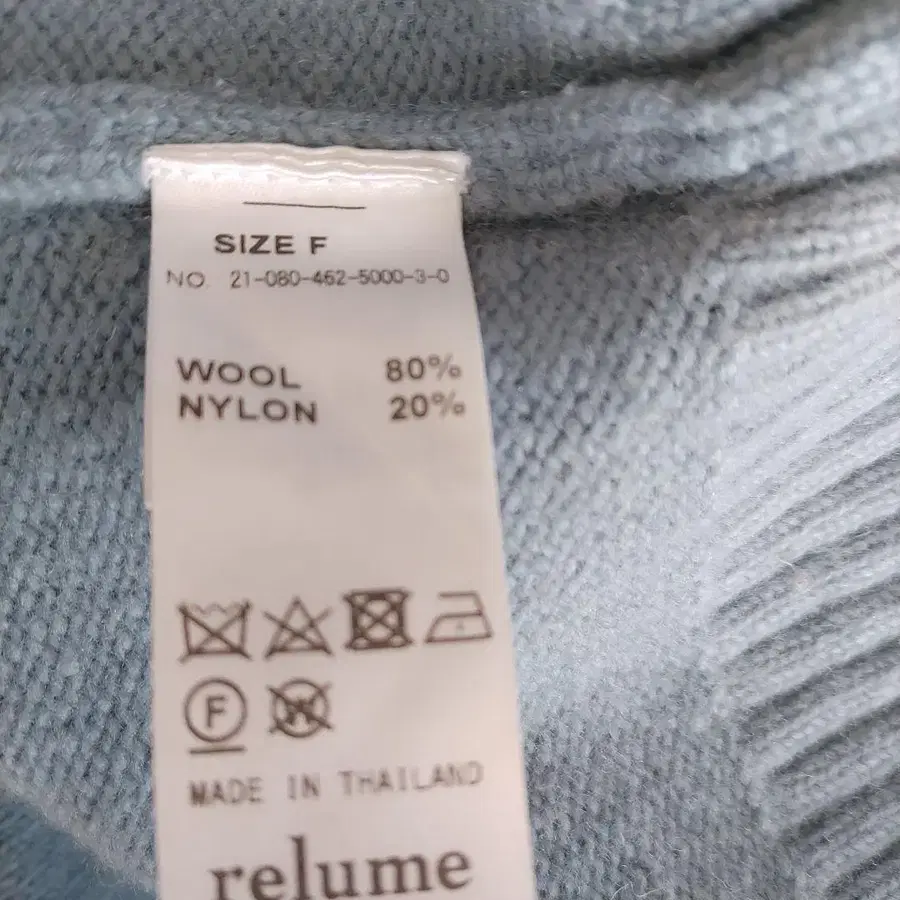 SIZE F
NO. 21-080-462-5000-3-0
WOOL 80%
NYLON 20%
F
W
MADE IN THAILAND
relume